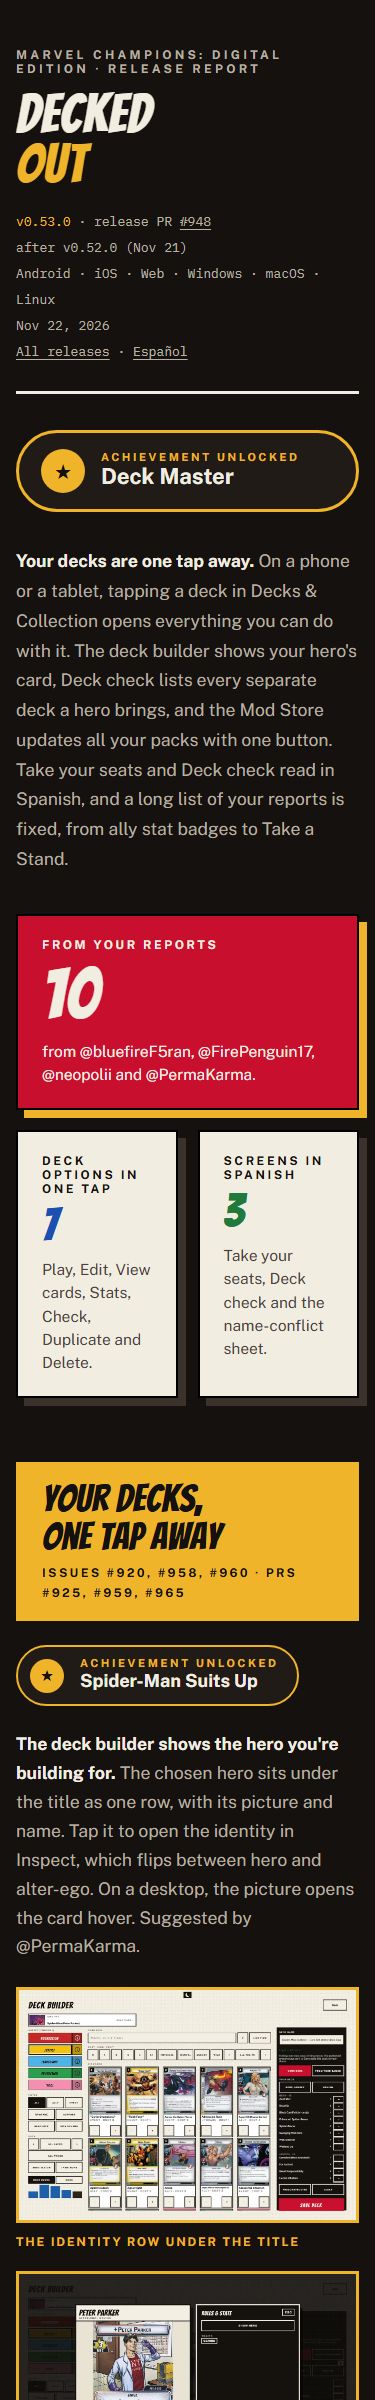 MARVEL CHAMPIONS: DIGITAL
EDITION · RELEASE REPORT
DECKED
OUT
v0.53.0 · release PR #948
after v0.52.0 (Nov 21)
Android · iOS · Web · Windows · macOS ·
Linux
Nov 22, 2026
All releases · Español
ACHIEVEMENT UNLOCKED
Deck Master
Your decks are one tap away. On a phone
or a tablet, tapping a deck in Decks &
Collection opens everything you can do
with it. The deck builder shows your hero's
card, Deck check lists every separate
deck a hero brings, and the Mod Store
updates all your packs with one button.
Take your seats and Deck check read in
Spanish, and a long list of your reports is
fixed, from ally stat badges to Take a
Stand.
FROM YOUR REPORTS
10
from @bluefireF5ran, @FirePenguin17,
@neopolii and @PermaKarma.
DECK
OPTIONS IN
ONE TAP
7
Play, Edit, View
cards, Stats,
Check,
Duplicate and
Delete.
SCREENS IN
SPANISH
3
Take your
seats, Deck
check and the
name-conflict
sheet.
YOUR DECKS,
ONE TAP AWAY
ISSUES #920, #958, #960 · PRS
#925, #959, #965
ACHIEVEMENT UNLOCKED
Spider-Man Suits Up
The deck builder shows the hero you're
building for. The chosen hero sits under
the title as one row, with its picture and
name. Tap it to open the identity in
Inspect, which flips between hero and
alter-ego. On a desktop, the picture opens
the card hover. Suggested by
@PermaKarma.
DECK BUILDER
SAVE DECK
THE IDENTITY ROW UNDER THE TITLE
DECK BUILDER
PETER PARKER
RULES & STATS
PETER PARKER